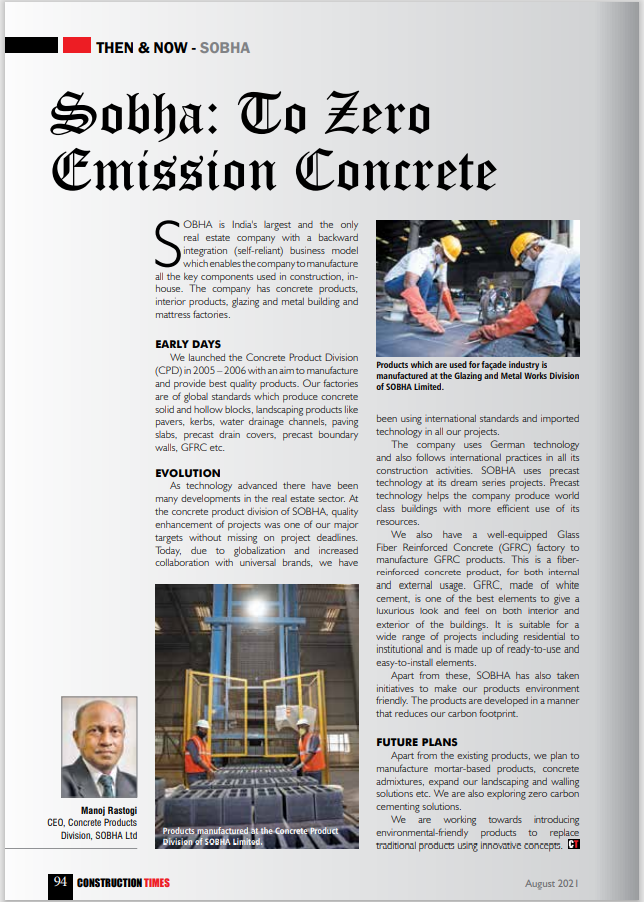 THEN & NOW - SOBHA
Sobha: To Zero
Emission Concrete
SOBHA is India's largest and the only
real estate company with a backward
integration (self-reliant) business model
which enables the company to manufacture
all the key components used in construction, in-
house. The company has concrete products,
interior products, glazing and metal building and
mattress factories.
EARLY DAYS
We launched the Concrete Product Division
(CPD) in 2005 – 2006 with an aim to manufacture
and provide best quality products. Our factories
are of global standards which produce concrete
solid and hollow blocks, landscaping products like
pavers, kerbs, water drainage channels, paving
slabs, precast drain covers, precast boundary
walls, GFRC etc.
EVOLUTION
As technology advanced there have been
many developments in the real estate sector. At
the concrete product division of SOBHA, quality
enhancement of projects was one of our major
targets without missing on project deadlines.
Today, due to globalization and increased
collaboration with universal brands, we have
Products manufactured at the Concrete Product
Division of SOBHA Limited.
Manoj Rastogi
CEO, Concrete Products
Division, SOBHA Ltd
Products which are used for façade industry is
manufactured at the Glazing and Metal Works Division
of SOBHA Limited.
been using international standards and imported
technology in all our projects.
The company uses German technology
and also follows international practices in all its
construction activities. SOBHA uses precast
technology at its dream series projects. Precast
technology helps the company produce world
class buildings with more efficient use of its
resources.
We also have a well-equipped Glass
Fiber Reinforced Concrete (GFRC) factory to
manufacture GFRC products. This is a fiber-
reinforced concrete product, for both internal
and external usage. GFRC, made of white
cement, is one of the best elements to give a
luxurious look and feel on both interior and
exterior of the buildings. It is suitable for a
wide range of projects including residential to
institutional and is made up of ready-to-use and
easy-to-install elements.
Apart from these, SOBHA has also taken
initiatives to make our products environment
friendly. The products are developed in a manner
that reduces our carbon footprint.
FUTURE PLANS
Apart from the existing products, we plan to
manufacture mortar-based products, concrete
admixtures, expand our landscaping and walling
solutions etc. We are also exploring zero carbon
cementing solutions.
We are working towards introducing
environmental-friendly products to replace
traditional products using innovative concepts. CT
94 CONSTRUCTION TIMES
August 2021